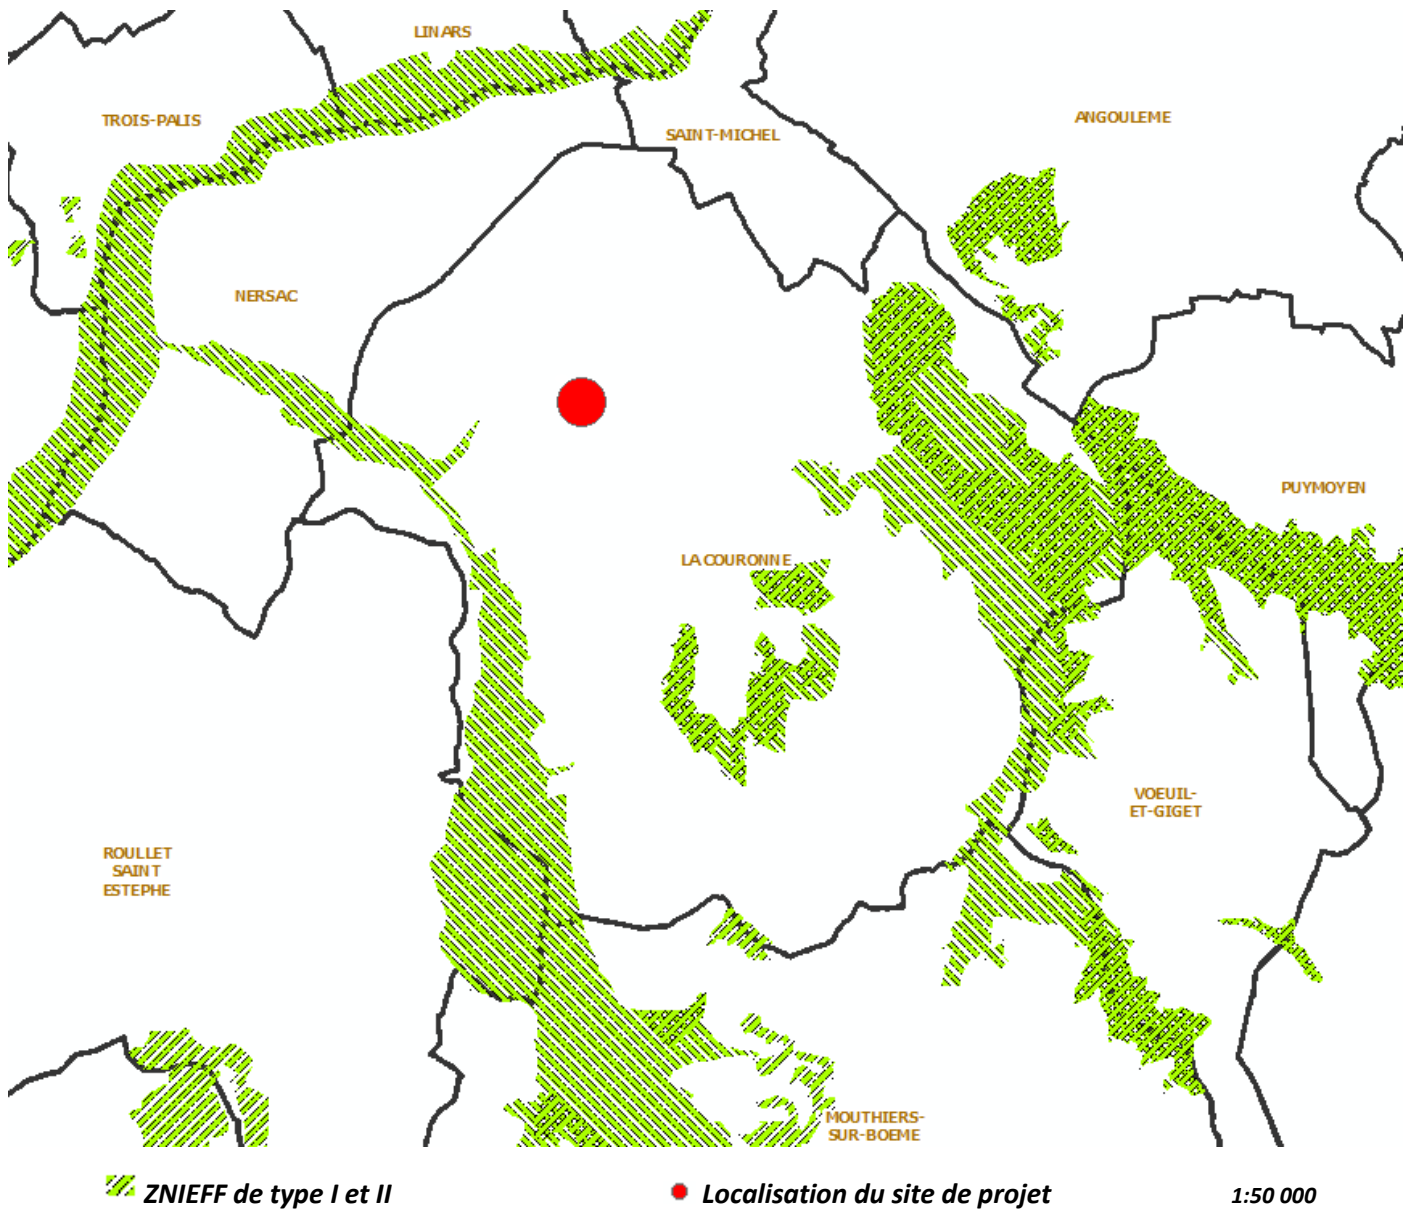 LINARS
TROIS-PALIS
ANGOULEME
SAINT-MICHEL
NERSAC
PUYMOYEN
LA COURONNE
VOEUIL-
ET-GIGET
ROULLET
SAINT
ESTEPHE
MOUTHIERS-
SUR-BOEME
ZNIEFF de type I et II
Localisation du site de projet
1:50 000